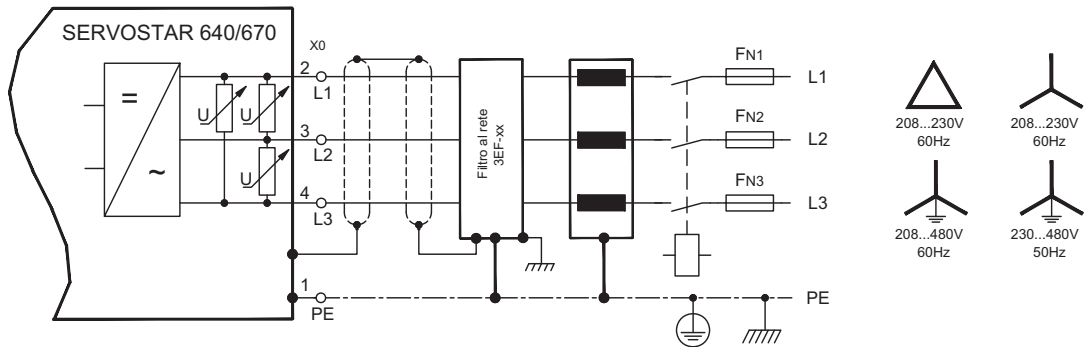 SERVOSTAR 640/670
X0
=
~
U
U
U
2
L1
3
L2
4
L3
1
PE
Filtro al rete
3EF-xx
FN1
L1
FN2
L2
FN3
L3
PE
208...230V
60Hz
208...230V
60Hz
208...480V
60Hz
230...480V
50Hz